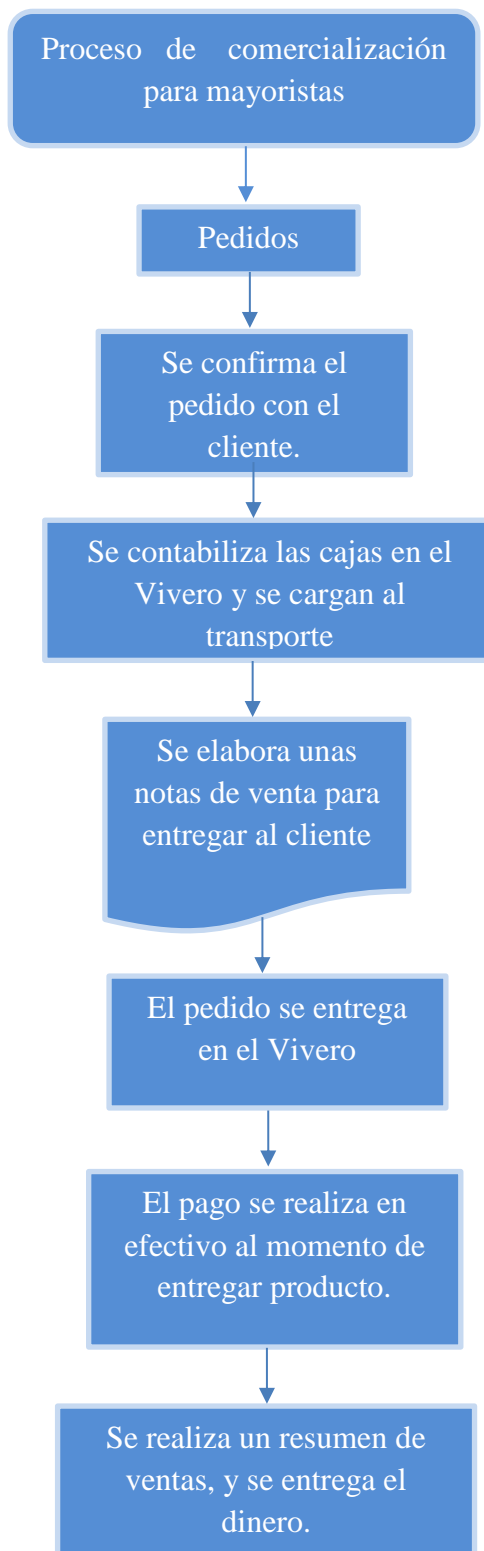 Proceso de comercialización
para mayoristas
Pedidos
Se confirma el
pedido con el
cliente.
Se contabiliza las cajas en el
Vivero y se cargan al
transporte
Se elabora unas
notas de venta para
entregar al cliente
El pedido se entrega
en el Vivero
El pago se realiza en
efectivo al momento de
entregar producto.
Se realiza un resumen de
ventas, y se entrega el
dinero.